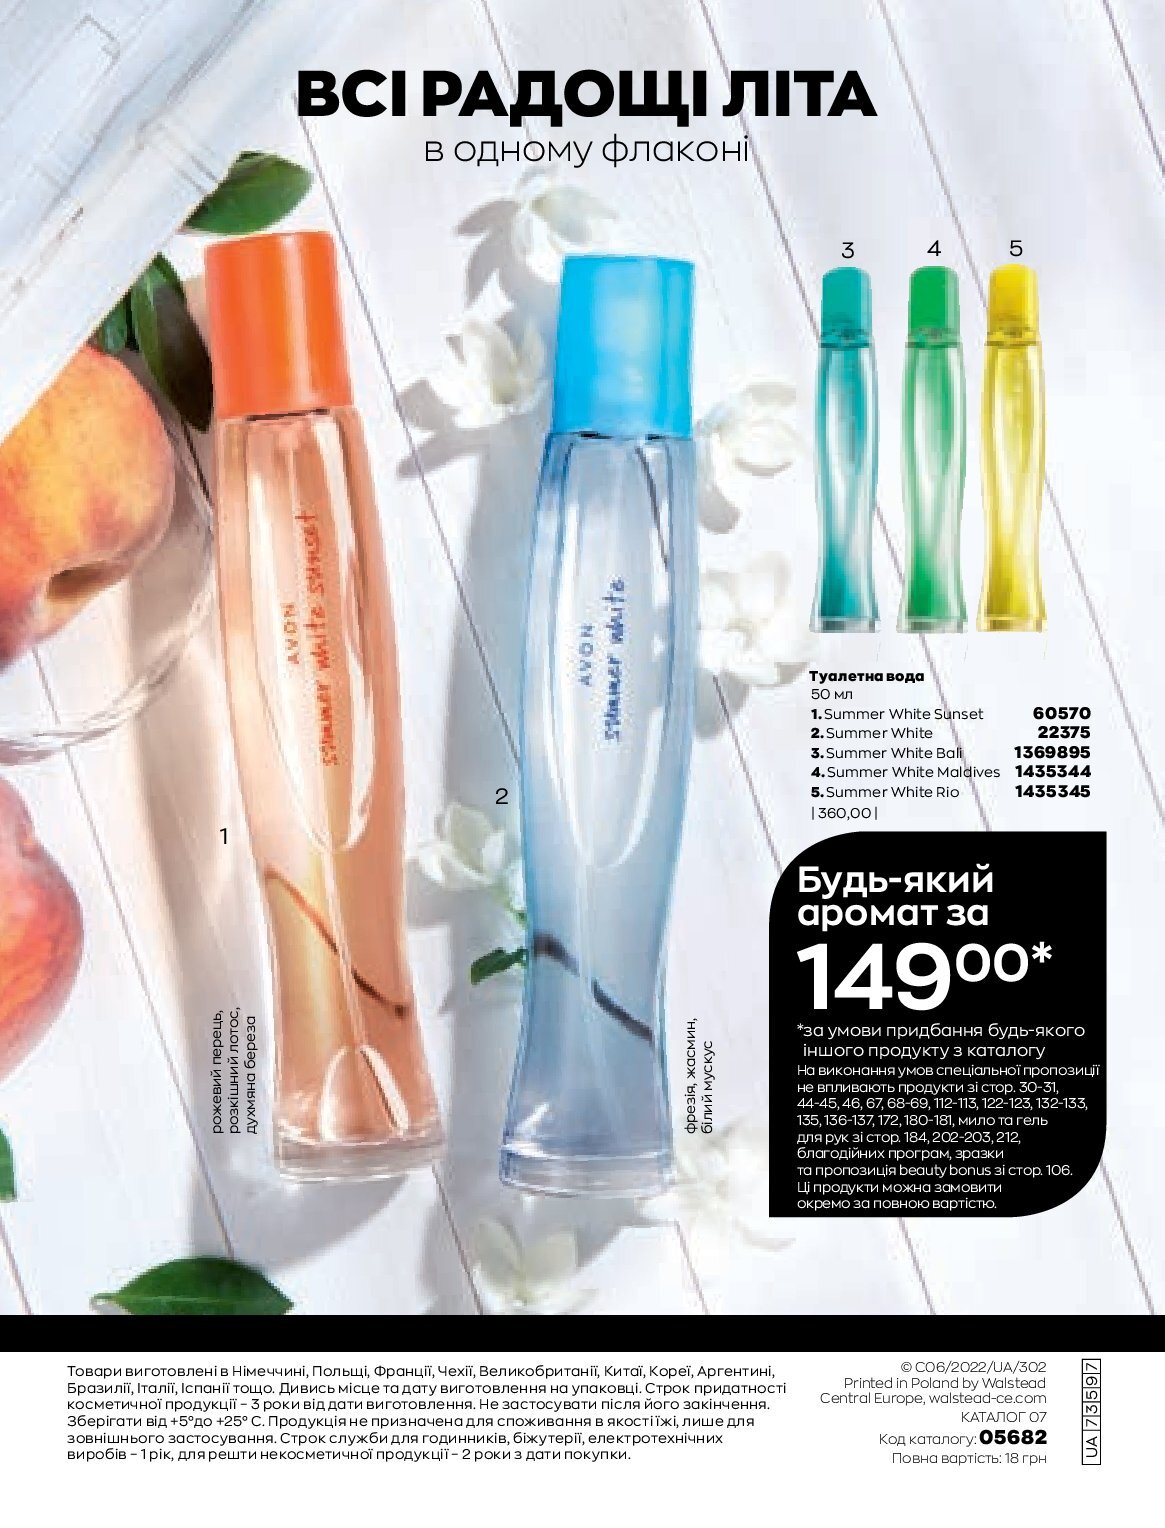 ВСІ РАДОЩІ ЛІТА
в одному флаконі
3
4
5
AVON
summer white sunset
AVON
summer white
1
2
рожевий перець,
розкішний лотос,
духмяна береза
фрезія, жасмин,
білий мускус
Туалетна вода
50 мл
1. Summer White Sunset 60570
2. Summer White 22375
3. Summer White Bali 1369895
4. Summer White Maldives 1435344
5. Summer White Rio 1435345
| 360,00 |
Будь-який
аромат за
14900*
*за умови придбання будь-якого
іншого продукту з каталогу
На виконання умов спеціальної пропозиції
не впливають продукти зі стор. 30-31,
44-45, 46, 67, 68-69, 112-113, 122-123, 132-133,
135, 136-137, 172, 180-181, мило та гель
для рук зі стор. 184, 202-203, 212,
благодійних програм, зразки
та пропозиція beauty bonus зі стор. 106.
Ці продукти можна замовити
окремо за повною вартістю.
Товари виготовлені в Німеччині, Польщі, Франції, Чехії, Великобританії, Китаї, Кореї, Аргентині,
Бразилії, Італії, Іспанії тощо. Дивись місце та дату виготовлення на упаковці. Строк придатності
косметичної продукції – 3 роки від дати виготовлення. Не застосувати після його закінчення.
Зберігати від +5°до +25° С. Продукція не призначена для споживання в якості їжі, лише для
зовнішнього застосування. Строк служби для годинників, біжутерії, електротехнічних
виробів – 1 рік, для решти некосметичної продукції – 2 роки з дати покупки.
© C06/2022/UA/302
Printed in Poland by Walstead
Central Europe, walstead-ce.com
КАТАЛОГ 07
Код каталогу: 05682
Повна вартість: 18 грн
UA 73597